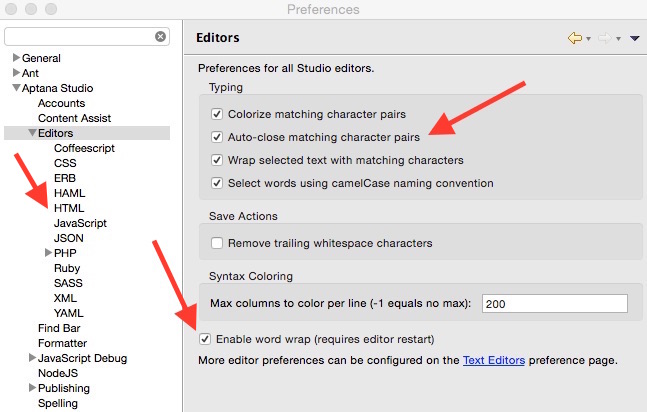 Preferences
General
Ant
Aptana Studio
Accounts
Content Assist
Editors
Coffeescript
CSS
ERB
HAML
HTML
JavaScript
JSON
PHP
Ruby
SASS
XML
YAML
Find Bar
Formatter
JavaScript Debug
NodeJS
Publishing
Spelling
Editors
Preferences for all Studio editors.
Typing
Colorize matching character pairs
Auto-close matching character pairs
Wrap selected text with matching characters
Select words using camelCase naming convention
Save Actions
Remove trailing whitespace characters
Syntax Coloring
Max columns to color per line (-1 equals no max): 200
Enable word wrap (requires editor restart)
More editor preferences can be configured on the Text Editors preference page.